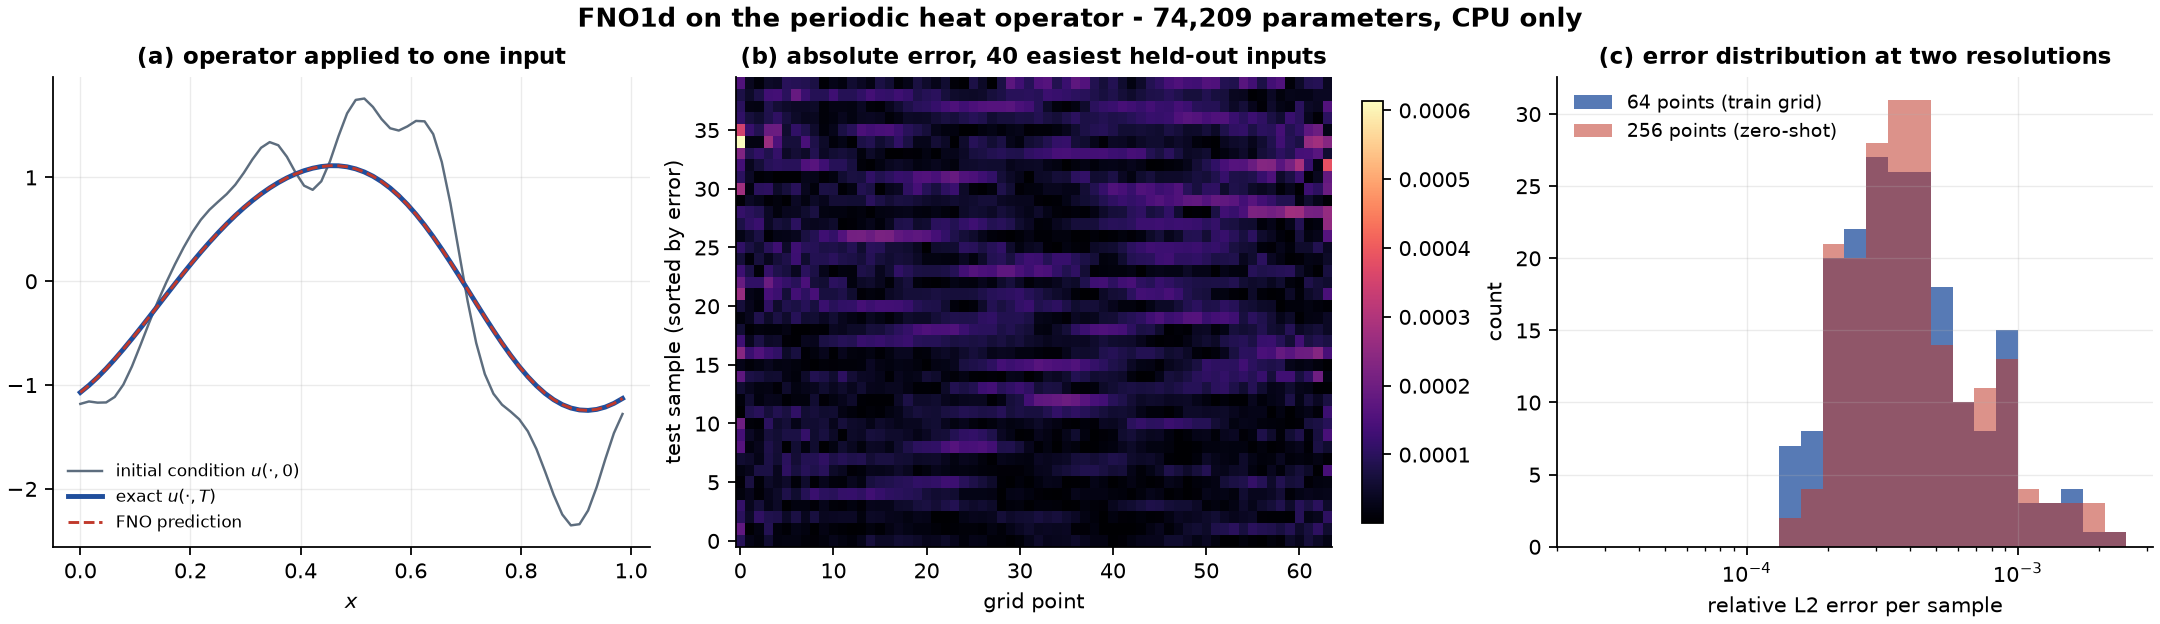 FNO1d on the periodic heat operator - 74,209 parameters, CPU only
(a) operator applied to one input
1
0
−1
−2
initial condition u(·, 0)
exact u(·, T)
FNO prediction
0.0 0.2 0.4 0.6 0.8 1.0
x
(b) absolute error, 40 easiest held-out inputs
test sample (sorted by error)
35
30
25
20
15
10
5
0
0 10 20 30 40 50 60
grid point
0.0006
0.0005
0.0004
0.0003
0.0002
0.0001
(c) error distribution at two resolutions
64 points (train grid)
256 points (zero-shot)
count
30
25
20
15
10
5
0
10⁻⁴ 10⁻³
relative L2 error per sample